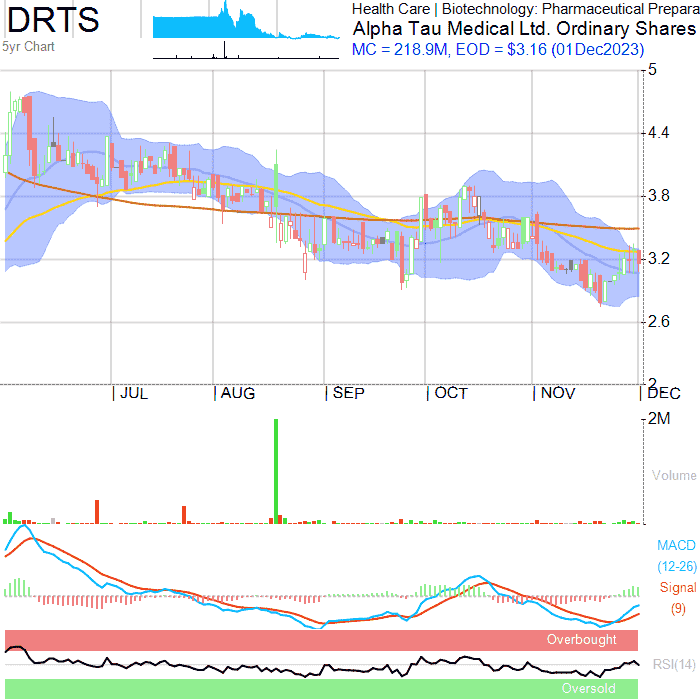 DRTS
5yr Chart
Health Care | Biotechnology: Pharmaceutical Prepara
Alpha Tau Medical Ltd. Ordinary Shares
MC = 218.9M, EOD = $3.16 (01Dec2023)
5
4.4
3.8
3.2
2.6
2
| JUL | AUG | SEP | OCT | NOV | DEC
2M
Volume
MACD
(12-26)
Signal
(9)
Overbought
RSI(14)
Oversold